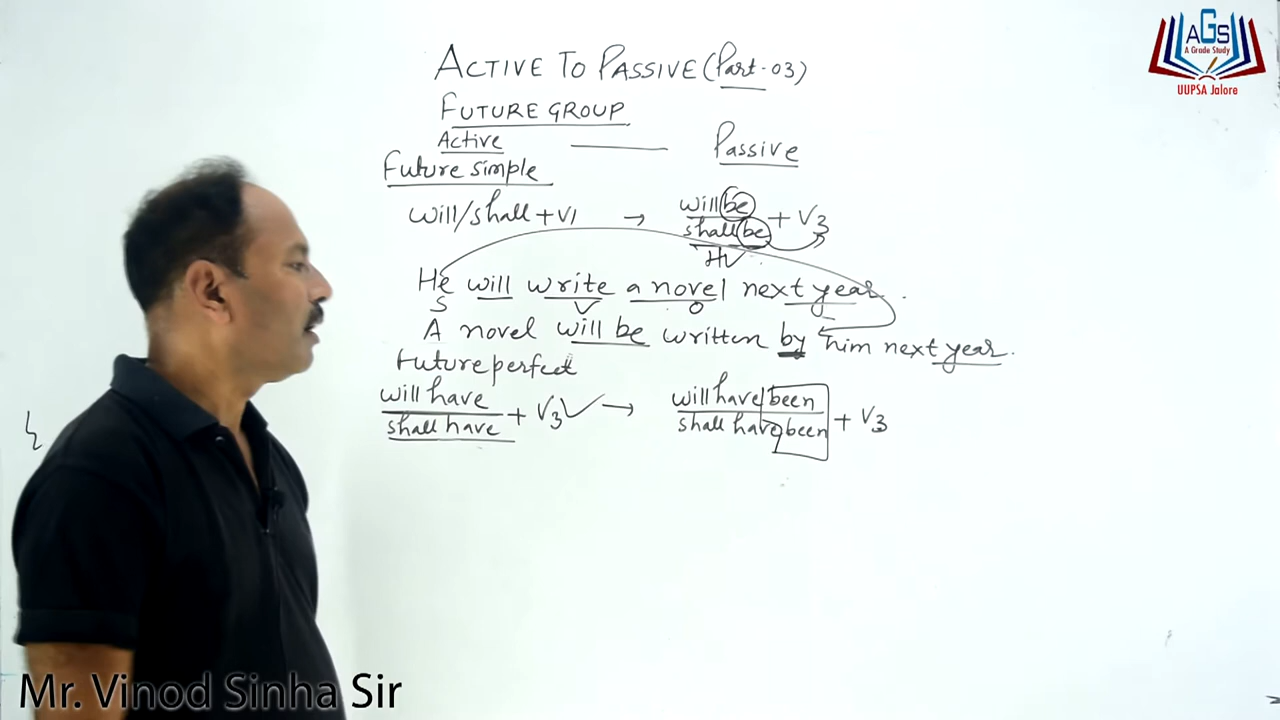 ACTIVE TO PASSIVE (Part-03)
FUTURE GROUP
Active ——— Passive
Future simple
will/shall + V1 → will be / shall be + V3
HV
He will write a novel next year.
S V O
A novel will be written by him next year.
Future perfect
will have / shall have + V3 ✓ → will have been / shall have been + V3
AGS
A Grade Study
UUPSA Jalore
Mr. Vinod Sinha Sir